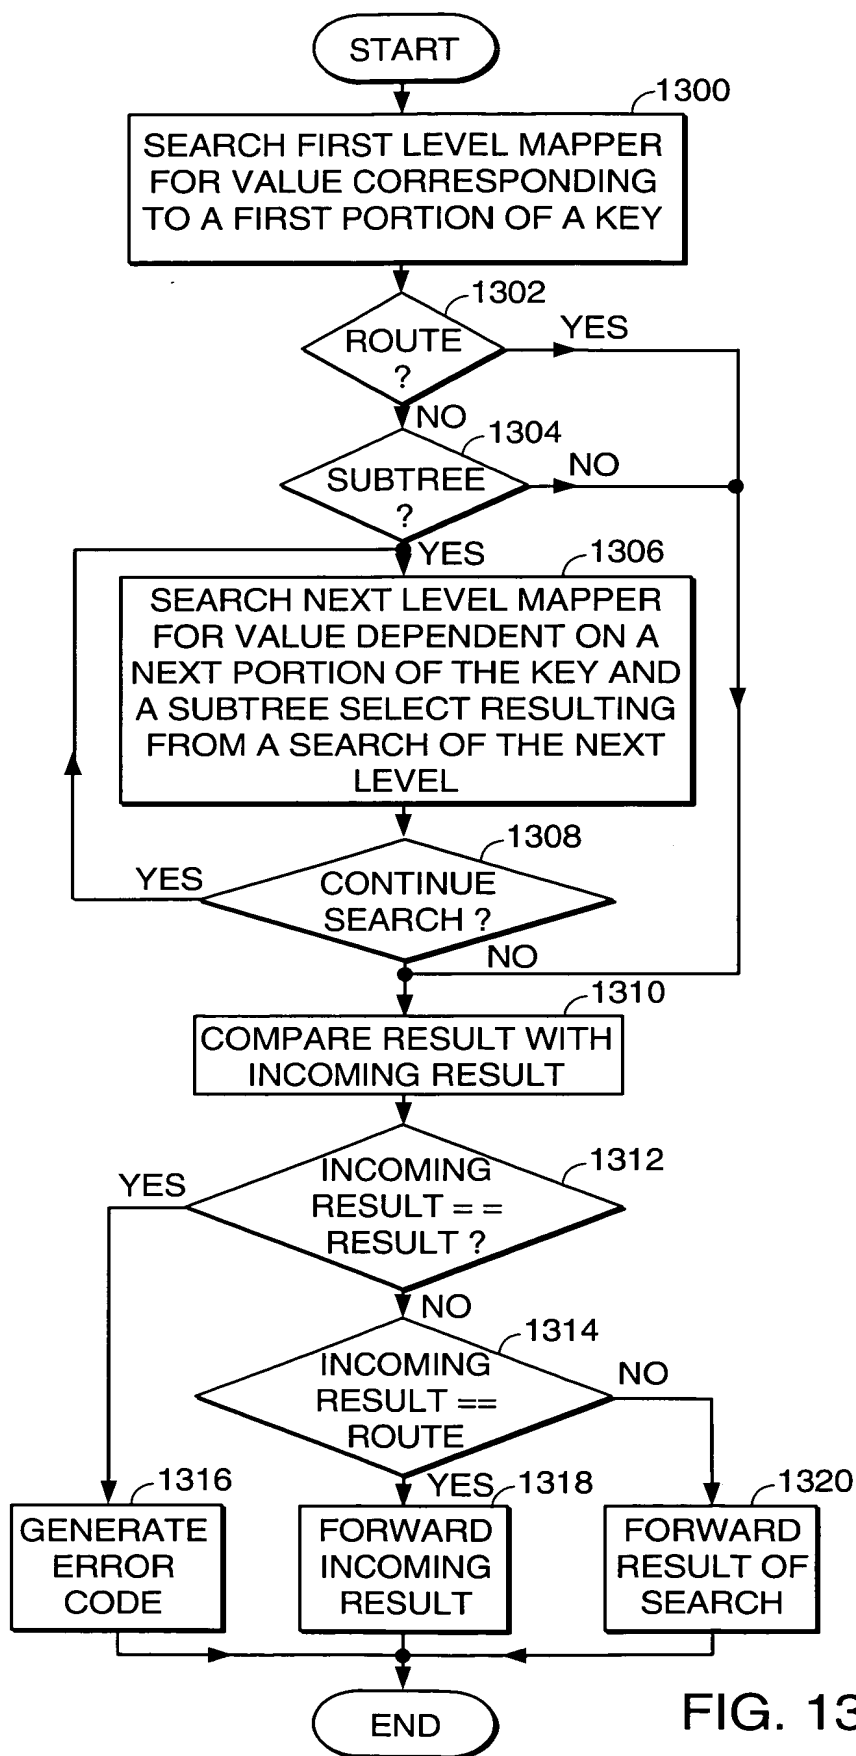 START
1300
SEARCH FIRST LEVEL MAPPER
FOR VALUE CORRESPONDING
TO A FIRST PORTION OF A KEY
1302
ROUTE
?
YES
NO
1304
SUBTREE
?
NO
YES
1306
SEARCH NEXT LEVEL MAPPER
FOR VALUE DEPENDENT ON A
NEXT PORTION OF THE KEY AND
A SUBTREE SELECT RESULTING
FROM A SEARCH OF THE NEXT
LEVEL
1308
YES
CONTINUE
SEARCH ?
NO
1310
COMPARE RESULT WITH
INCOMING RESULT
1312
YES
INCOMING
RESULT = =
RESULT ?
NO
1314
INCOMING
RESULT ==
ROUTE
NO
YES
1316
GENERATE
ERROR
CODE
1318
FORWARD
INCOMING
RESULT
1320
FORWARD
RESULT OF
SEARCH
END
FIG. 13